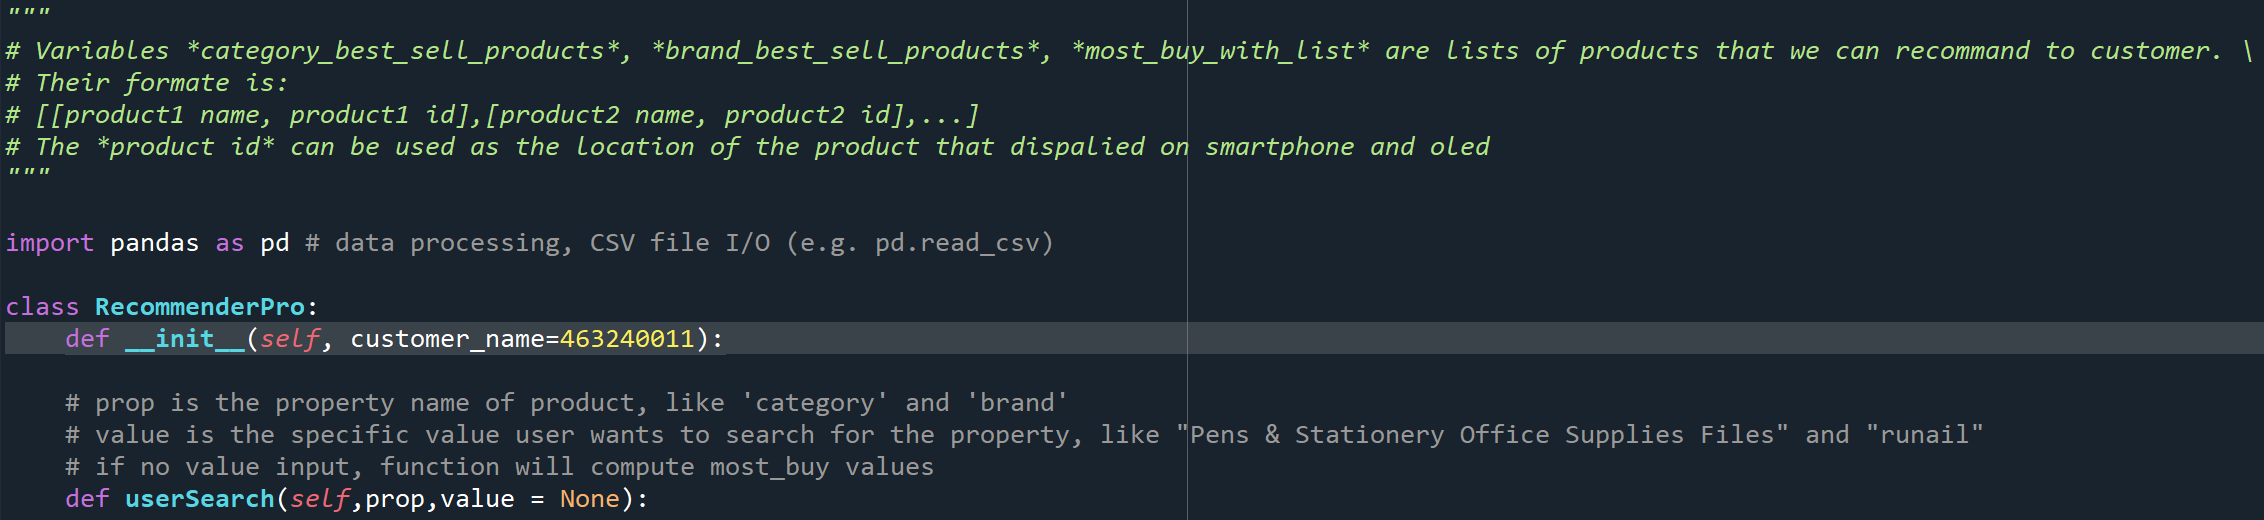 """
# Variables *category_best_sell_products*, *brand_best_sell_products*, *most_buy_with_list* are lists of products that we can recommand to customer. \
# Their formate is:
# [[product1 name, product1 id],[product2 name, product2 id],...]
# The *product id* can be used as the location of the product that dispalied on smartphone and oled
"""
import pandas as pd # data processing, CSV file I/O (e.g. pd.read_csv)
class RecommenderPro:
    def __init__(self, customer_name=463240011):
    # prop is the property name of product, like 'category' and 'brand'
    # value is the specific value user wants to search for the property, like "Pens & Stationery Office Supplies Files" and "runail"
    # if no value input, function will compute most_buy values
    def userSearch(self,prop,value = None):